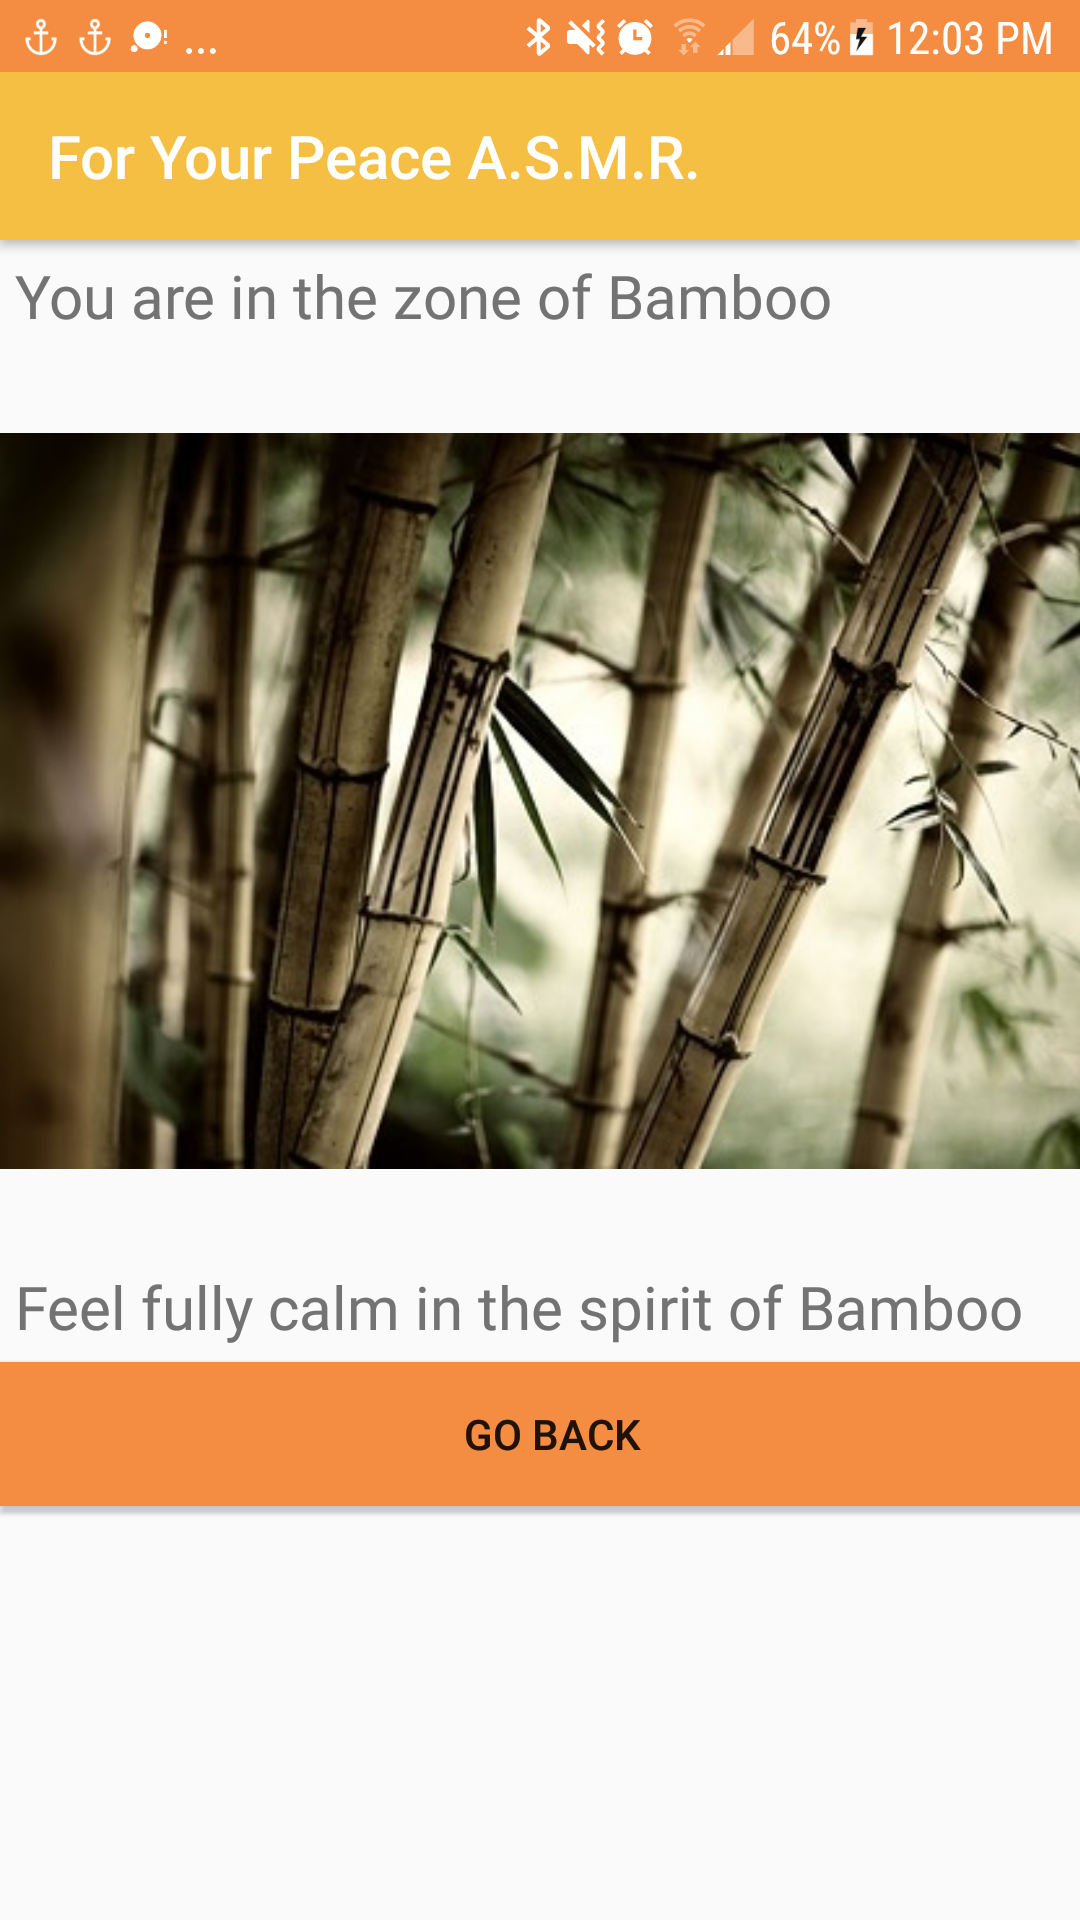 64% 12:03 PM
For Your Peace A.S.M.R.
You are in the zone of Bamboo
Feel fully calm in the spirit of Bamboo
GO BACK